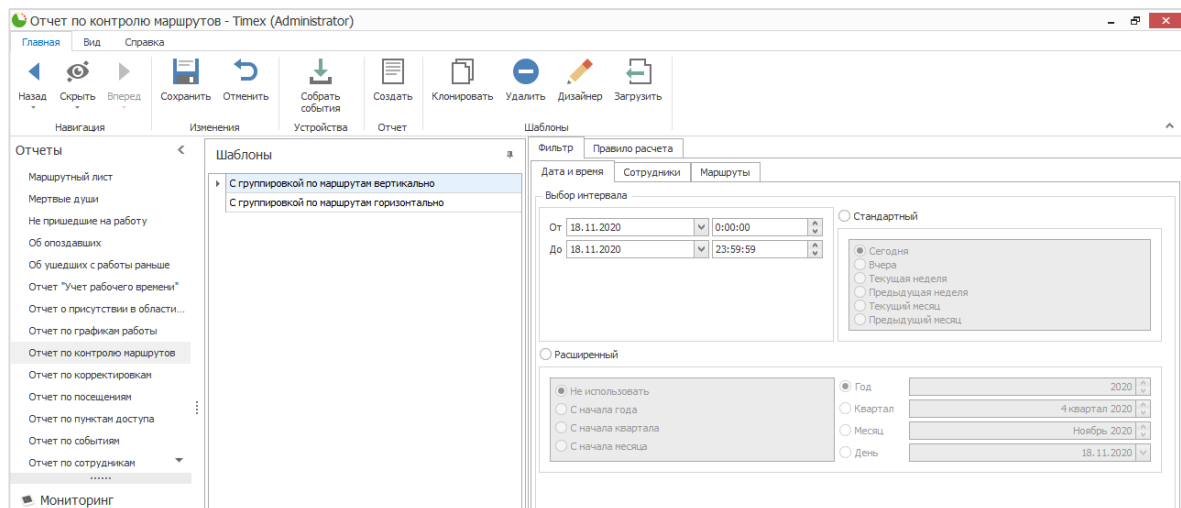 Отчет по контролю маршрутов - Timex (Administrator)
Главная Вид Справка
Назад Скрыть Вперед Сохранить Отменить Собрать события Создать Клонировать Удалить Дизайнер Загрузить
Навигация Изменения Устройства Отчет Шаблоны
Отчеты
Маршрутный лист
Мертвые души
Не пришедшие на работу
Об опоздавших
Об ушедших с работы раньше
Отчет "Учет рабочего времени"
Отчет о присутствии в области...
Отчет по графикам работы
Отчет по контролю маршрутов
Отчет по корректировкам
Отчет по посещениям
Отчет по пунктам доступа
Отчет по событиям
Отчет по сотрудникам
Мониторинг
Шаблоны
С группировкой по маршрутам вертикально
С группировкой по маршрутам горизонтально
Фильтр Правило расчета
Дата и время Сотрудники Маршруты
Выбор интервала
От 18.11.2020 0:00:00
До 18.11.2020 23:59:59
Стандартный
Сегодня
Вчера
Текущая неделя
Предыдущая неделя
Текущий месяц
Предыдущий месяц
Расширенный
Не использовать
С начала года
С начала квартала
С начала месяца
Год 2020
Квартал 4 квартал 2020
Месяц Ноябрь 2020
День 18.11.2020